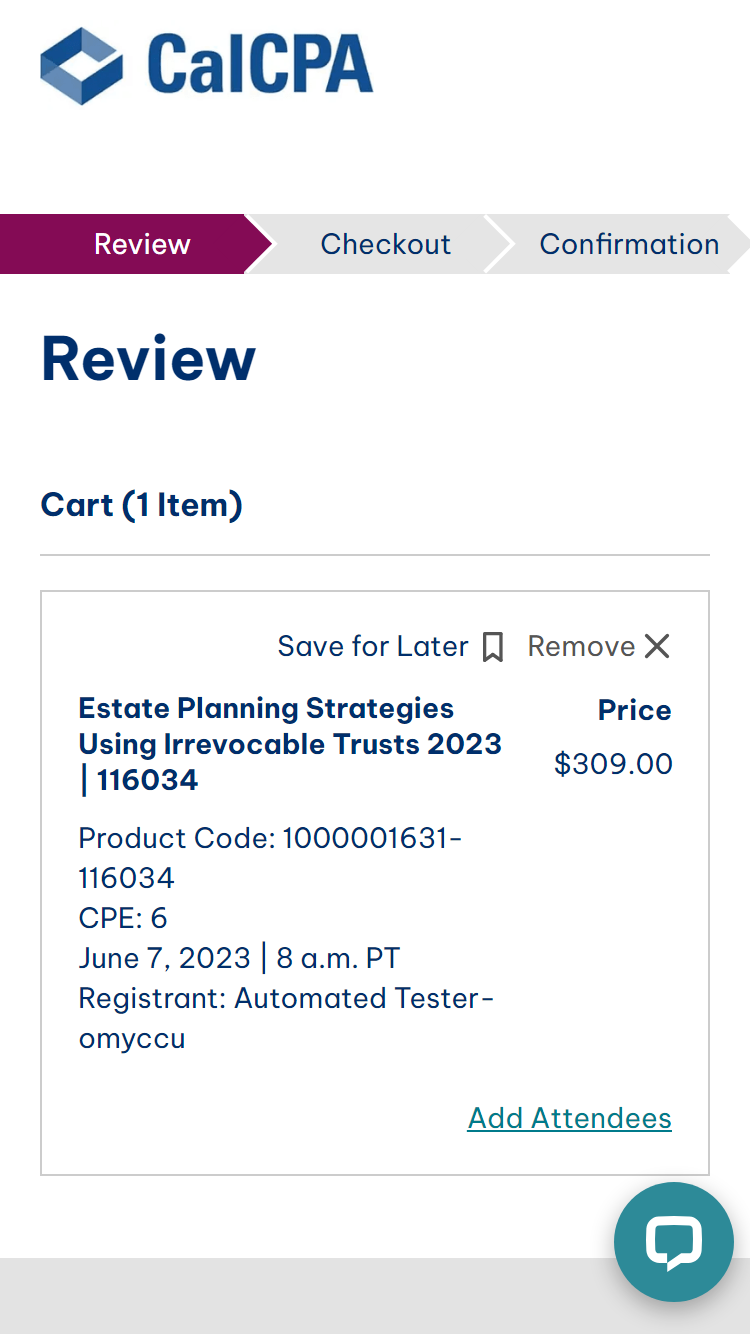 CalCPA
Review
Checkout
Confirmation
Review
Cart (1 Item)
Save for Later
Remove
Estate Planning Strategies
Using Irrevocable Trusts 2023
| 116034
Price
$309.00
Product Code: 1000001631-
116034
CPE: 6
June 7, 2023 | 8 a.m. PT
Registrant: Automated Tester-
omyccu
Add Attendees